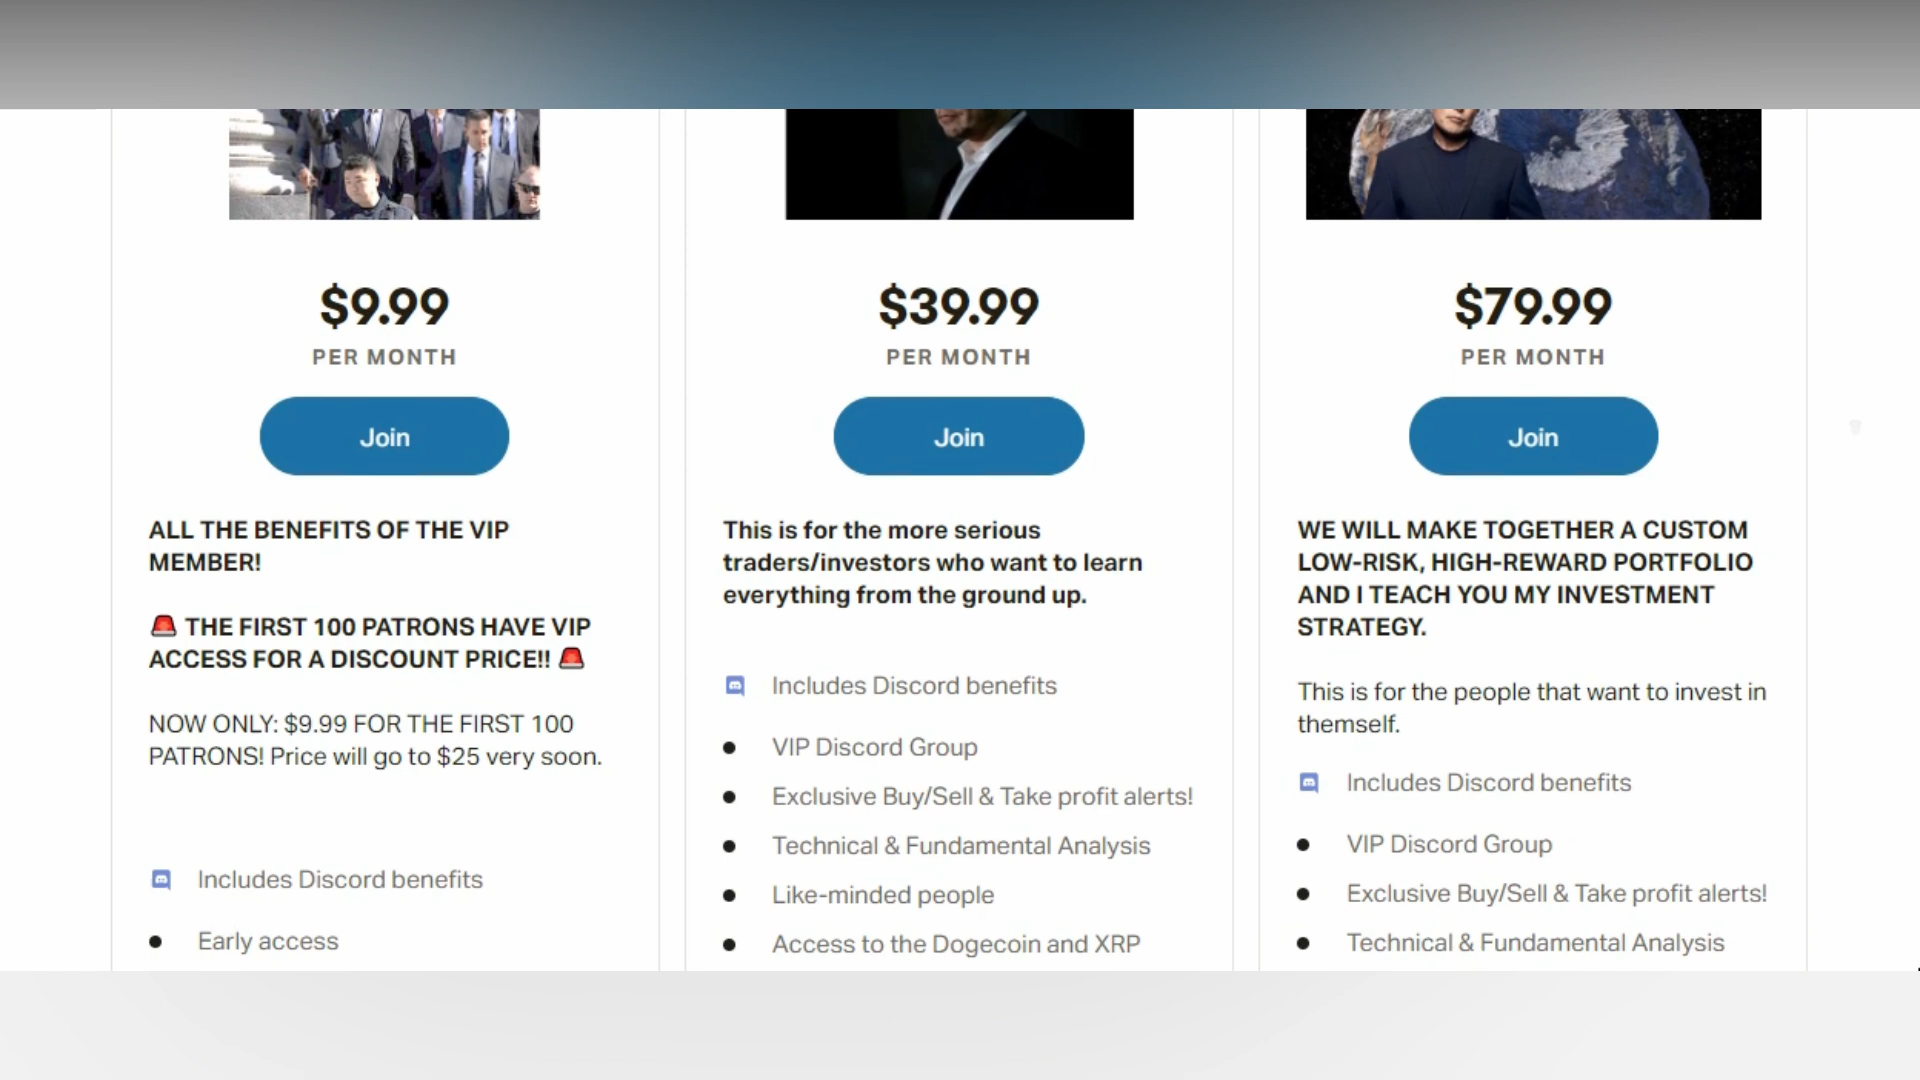 $9.99
PER MONTH
Join
ALL THE BENEFITS OF THE VIP
MEMBER!
🚨 THE FIRST 100 PATRONS HAVE VIP
ACCESS FOR A DISCOUNT PRICE!! 🚨
NOW ONLY: $9.99 FOR THE FIRST 100
PATRONS! Price will go to $25 very soon.
Includes Discord benefits
Early access
$39.99
PER MONTH
Join
This is for the more serious
traders/investors who want to learn
everything from the ground up.
Includes Discord benefits
VIP Discord Group
Exclusive Buy/Sell & Take profit alerts!
Technical & Fundamental Analysis
Like-minded people
Access to the Dogecoin and XRP
$79.99
PER MONTH
Join
WE WILL MAKE TOGETHER A CUSTOM
LOW-RISK, HIGH-REWARD PORTFOLIO
AND I TEACH YOU MY INVESTMENT
STRATEGY.
This is for the people that want to invest in
themself.
Includes Discord benefits
VIP Discord Group
Exclusive Buy/Sell & Take profit alerts!
Technical & Fundamental Analysis